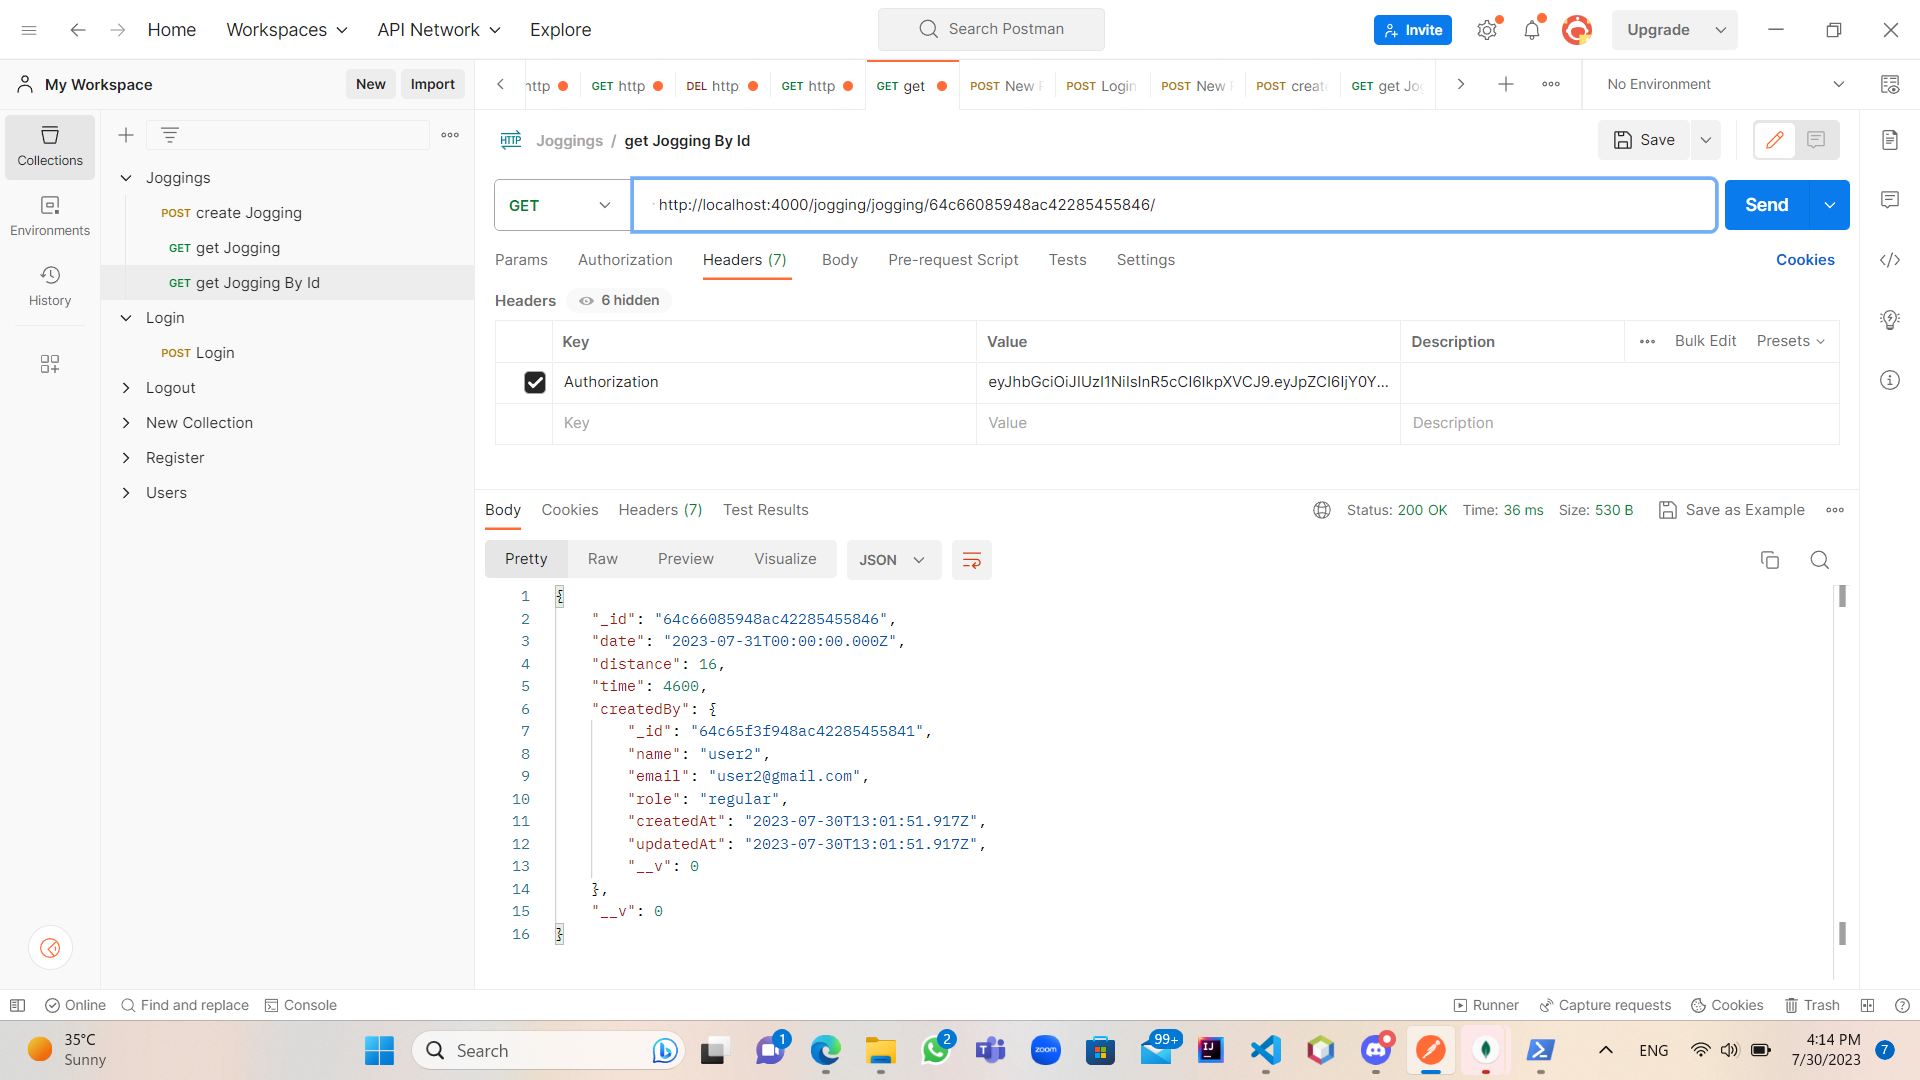 Home Workspaces API Network Explore Search Postman Invite Upgrade
My Workspace New Import
http GET http DEL http GET http GET get POST New POST Login POST New POST create GET get Jog No Environment
Collections
Environments
History
Joggings
POST create Jogging
GET get Jogging
GET get Jogging By Id
Login
POST Login
Logout
New Collection
Register
Users
HTTP Joggings / get Jogging By Id Save
GET http://localhost:4000/jogging/jogging/64c66085948ac42285455846/ Send
Params Authorization Headers (7) Body Pre-request Script Tests Settings Cookies
Headers 6 hidden
Key Value Description Bulk Edit Presets
Authorization eyJhbGciOiJIUzI1NiIsInR5cCI6IkpXVCJ9.eyJpZCI6IjY0Y...
Key Value Description
Body Cookies Headers (7) Test Results Status: 200 OK Time: 36 ms Size: 530 B Save as Example
Pretty Raw Preview Visualize JSON
1 {
2 "_id": "64c66085948ac42285455846",
3 "date": "2023-07-31T00:00:00.000Z",
4 "distance": 16,
5 "time": 4600,
6 "createdBy": {
7 "_id": "64c65f3f948ac42285455841",
8 "name": "user2",
9 "email": "user2@gmail.com",
10 "role": "regular",
11 "createdAt": "2023-07-30T13:01:51.917Z",
12 "updatedAt": "2023-07-30T13:01:51.917Z",
13 "__v": 0
14 },
15 "__v": 0
16 }
Online Find and replace Console Runner Capture requests Cookies Trash
35°C
Sunny
Search 1 2 zoom 99+ IJ ENG
4:14 PM
7/30/2023 7